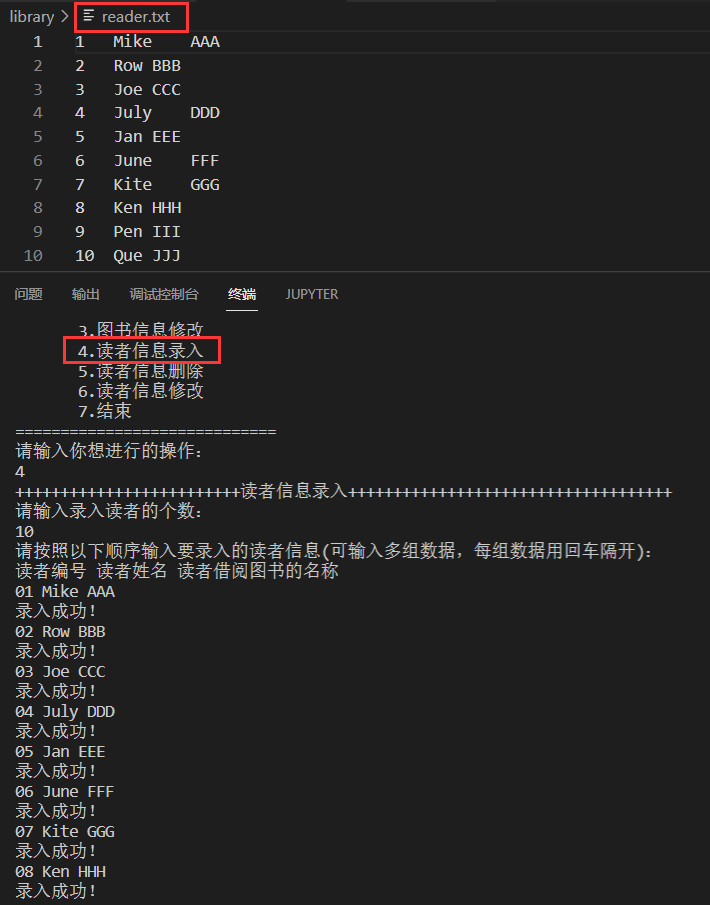 library > reader.txt
1 1 Mike AAA
2 2 Row BBB
3 3 Joe CCC
4 4 July DDD
5 5 Jan EEE
6 6 June FFF
7 7 Kite GGG
8 8 Ken HHH
9 9 Pen III
10 10 Que JJJ
问题 输出 调试控制台 终端 JUPYTER
3.图书信息修改
4.读者信息录入
5.读者信息删除
6.读者信息修改
7.结束
=============================
请输入你想进行的操作:
4
+++++++++++++++++++++++++读者信息录入++++++++++++++++++++++++++++++++++++
请输入录入读者的个数:
10
请按照以下顺序输入要录入的读者信息(可输入多组数据，每组数据用回车隔开):
读者编号 读者姓名 读者借阅图书的名称
01 Mike AAA
录入成功!
02 Row BBB
录入成功!
03 Joe CCC
录入成功!
04 July DDD
录入成功!
05 Jan EEE
录入成功!
06 June FFF
录入成功!
07 Kite GGG
录入成功!
08 Ken HHH
录入成功!